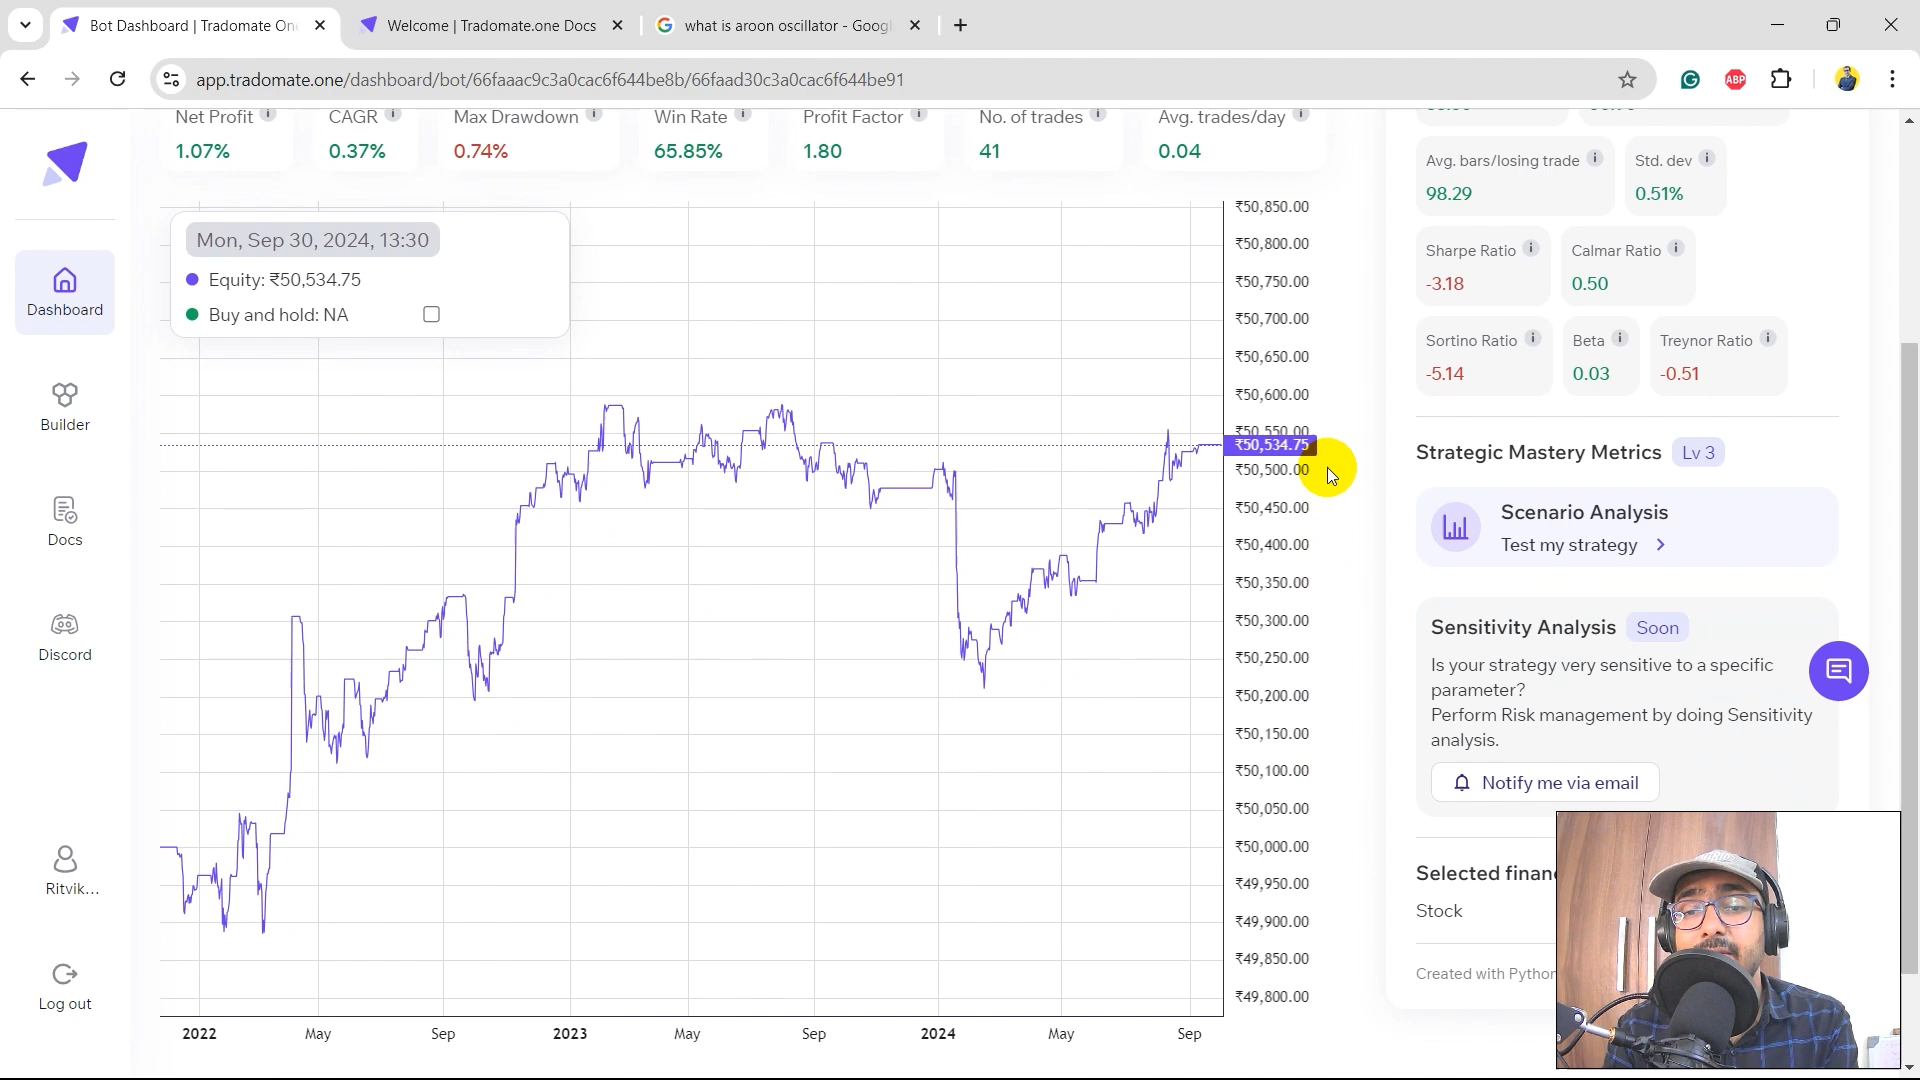 Bot Dashboard | Tradomate On
Welcome | Tradomate.one Docs
what is aroon oscillator - Googl
app.tradomate.one/dashboard/bot/66faaac9c3a0cac6f644be8b/66faad30c3a0cac6f644be91
ABP
Net Profit
CAGR
Max Drawdown
Win Rate
Profit Factor
No. of trades
Avg. trades/day
1.07%
0.37%
0.74%
65.85%
1.80
41
0.04
Dashboard
Builder
Docs
Discord
Ritvik...
Log out
Mon, Sep 30, 2024, 13:30
Equity: ₹50,534.75
Buy and hold: NA
₹50,850.00
₹50,800.00
₹50,750.00
₹50,700.00
₹50,650.00
₹50,600.00
₹50,550.00
₹50,534.75
₹50,500.00
₹50,450.00
₹50,400.00
₹50,350.00
₹50,300.00
₹50,250.00
₹50,200.00
₹50,150.00
₹50,100.00
₹50,050.00
₹50,000.00
₹49,950.00
₹49,900.00
₹49,850.00
₹49,800.00
2022
May
Sep
2023
May
Sep
2024
May
Sep
Avg. bars/losing trade
98.29
Std. dev
0.51%
Sharpe Ratio
-3.18
Calmar Ratio
0.50
Sortino Ratio
-5.14
Beta
0.03
Treynor Ratio
-0.51
Strategic Mastery Metrics
Lv 3
Scenario Analysis
Test my strategy
Sensitivity Analysis
Soon
Is your strategy very sensitive to a specific
parameter?
Perform Risk management by doing Sensitivity
analysis.
Notify me via email
Selected finan
Stock
Created with Python